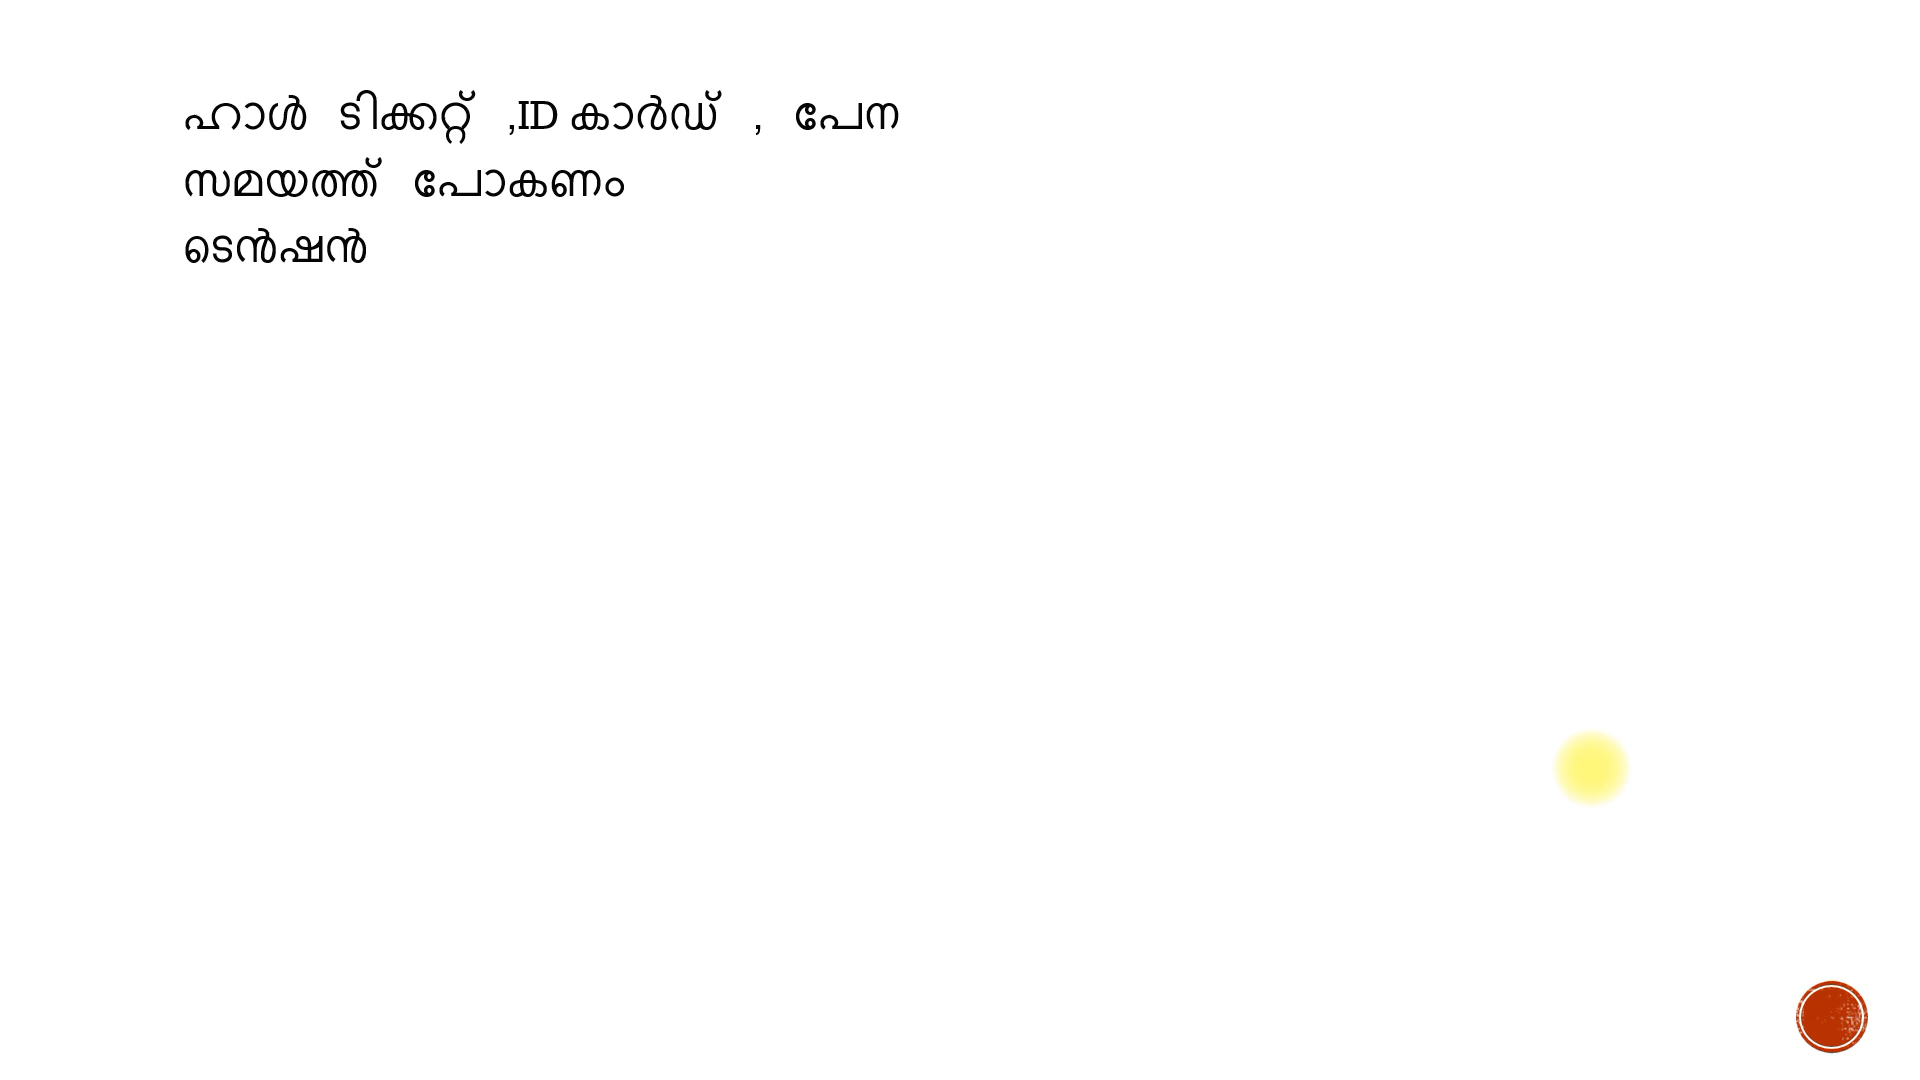 ഹാൾ ടിക്കറ്റ് ,ID കാർഡ് , പേന
സമയത്ത് പോകണം
ടെൻഷൻ